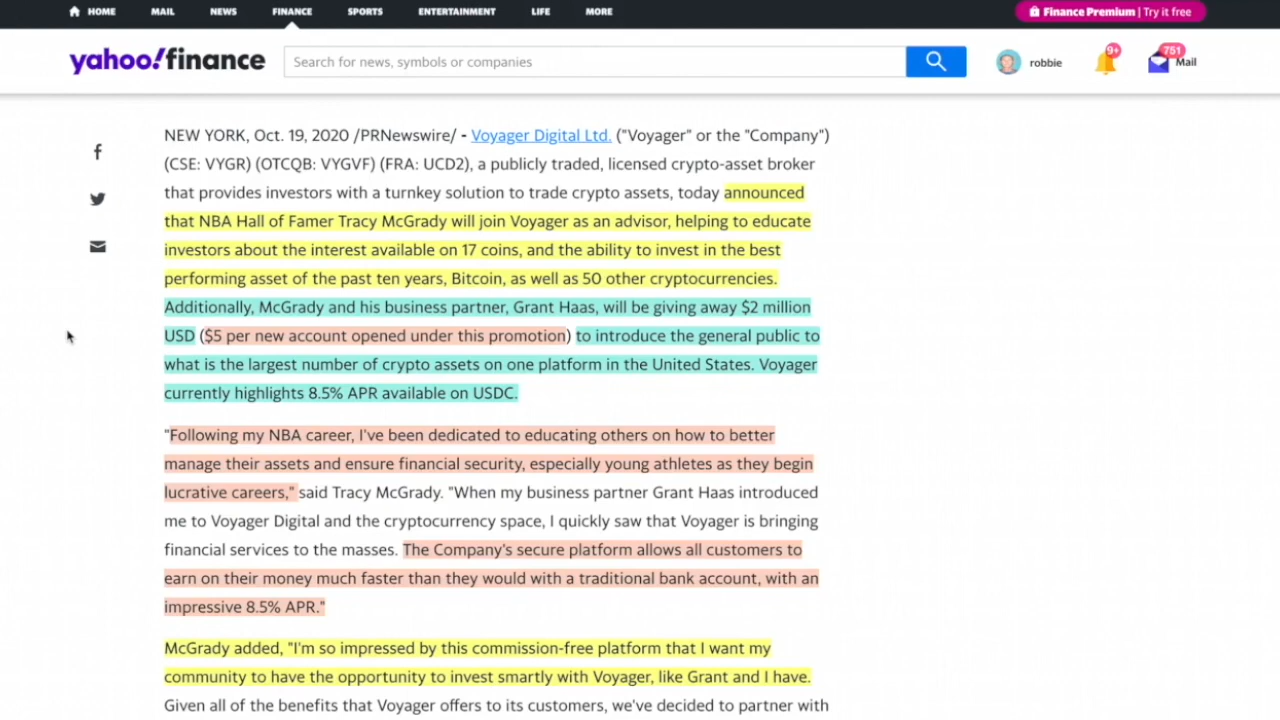 HOME MAIL NEWS FINANCE SPORTS ENTERTAINMENT LIFE MORE Finance Premium | Try it free
yahoo!finance Search for news, symbols or companies robbie 9+ 751 Mail
NEW YORK, Oct. 19, 2020 /PRNewswire/ - Voyager Digital Ltd. ("Voyager" or the "Company")
(CSE: VYGR) (OTCQB: VYGVF) (FRA: UCD2), a publicly traded, licensed crypto-asset broker
that provides investors with a turnkey solution to trade crypto assets, today announced
that NBA Hall of Famer Tracy McGrady will join Voyager as an advisor, helping to educate
investors about the interest available on 17 coins, and the ability to invest in the best
performing asset of the past ten years, Bitcoin, as well as 50 other cryptocurrencies.
Additionally, McGrady and his business partner, Grant Haas, will be giving away $2 million
USD ($5 per new account opened under this promotion) to introduce the general public to
what is the largest number of crypto assets on one platform in the United States. Voyager
currently highlights 8.5% APR available on USDC.
"Following my NBA career, I've been dedicated to educating others on how to better
manage their assets and ensure financial security, especially young athletes as they begin
lucrative careers," said Tracy McGrady. "When my business partner Grant Haas introduced
me to Voyager Digital and the cryptocurrency space, I quickly saw that Voyager is bringing
financial services to the masses. The Company's secure platform allows all customers to
earn on their money much faster than they would with a traditional bank account, with an
impressive 8.5% APR."
McGrady added, "I'm so impressed by this commission-free platform that I want my
community to have the opportunity to invest smartly with Voyager, like Grant and I have.
Given all of the benefits that Voyager offers to its customers, we've decided to partner with